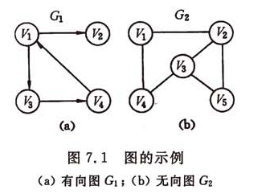 G₁ G₂
V₁ V₂ V₁ V₂
V₃
V₃ V₄ V₄ V₅
(a) (b)
图 7.1 图的示例
(a) 有向图 G₁；(b) 无向图 G₂